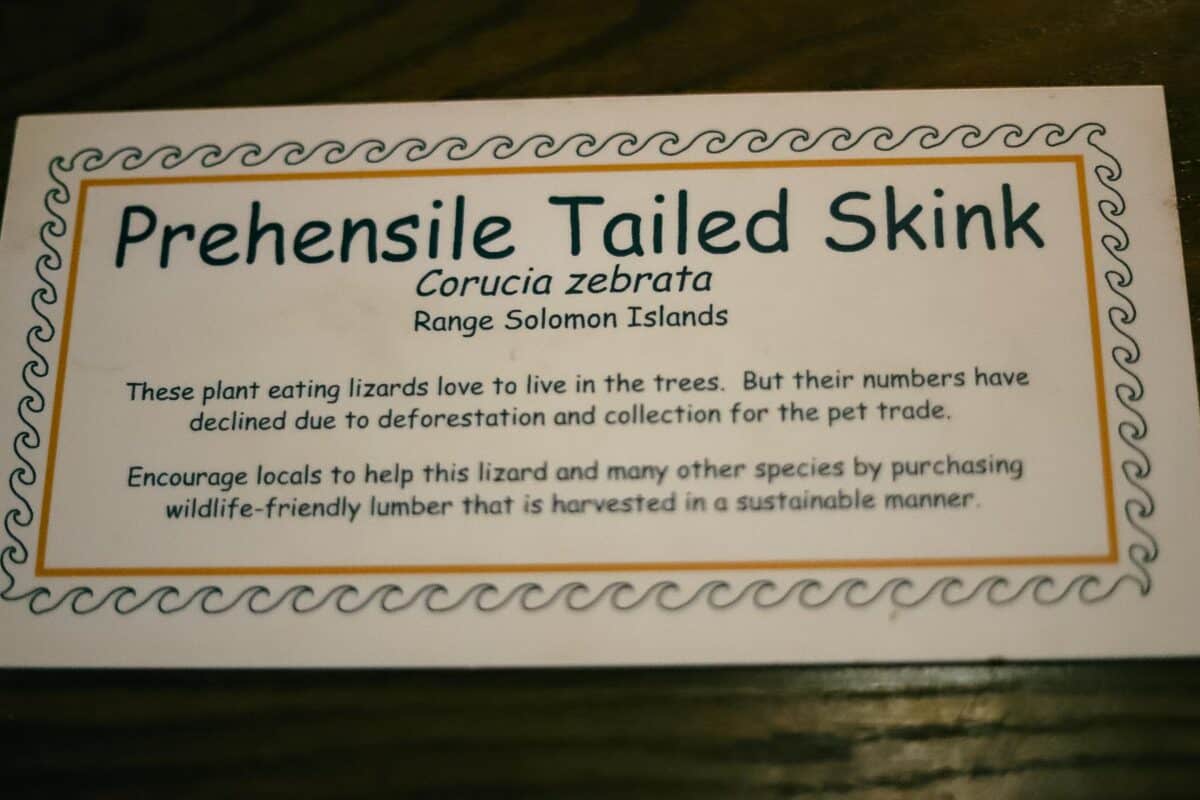 Prehensile Tailed Skink
Corucia zebrata
Range Solomon Islands
These plant eating lizards love to live in the trees. But their numbers have
declined due to deforestation and collection for the pet trade.
Encourage locals to help this lizard and many other species by purchasing
wildlife-friendly lumber that is harvested in a sustainable manner.